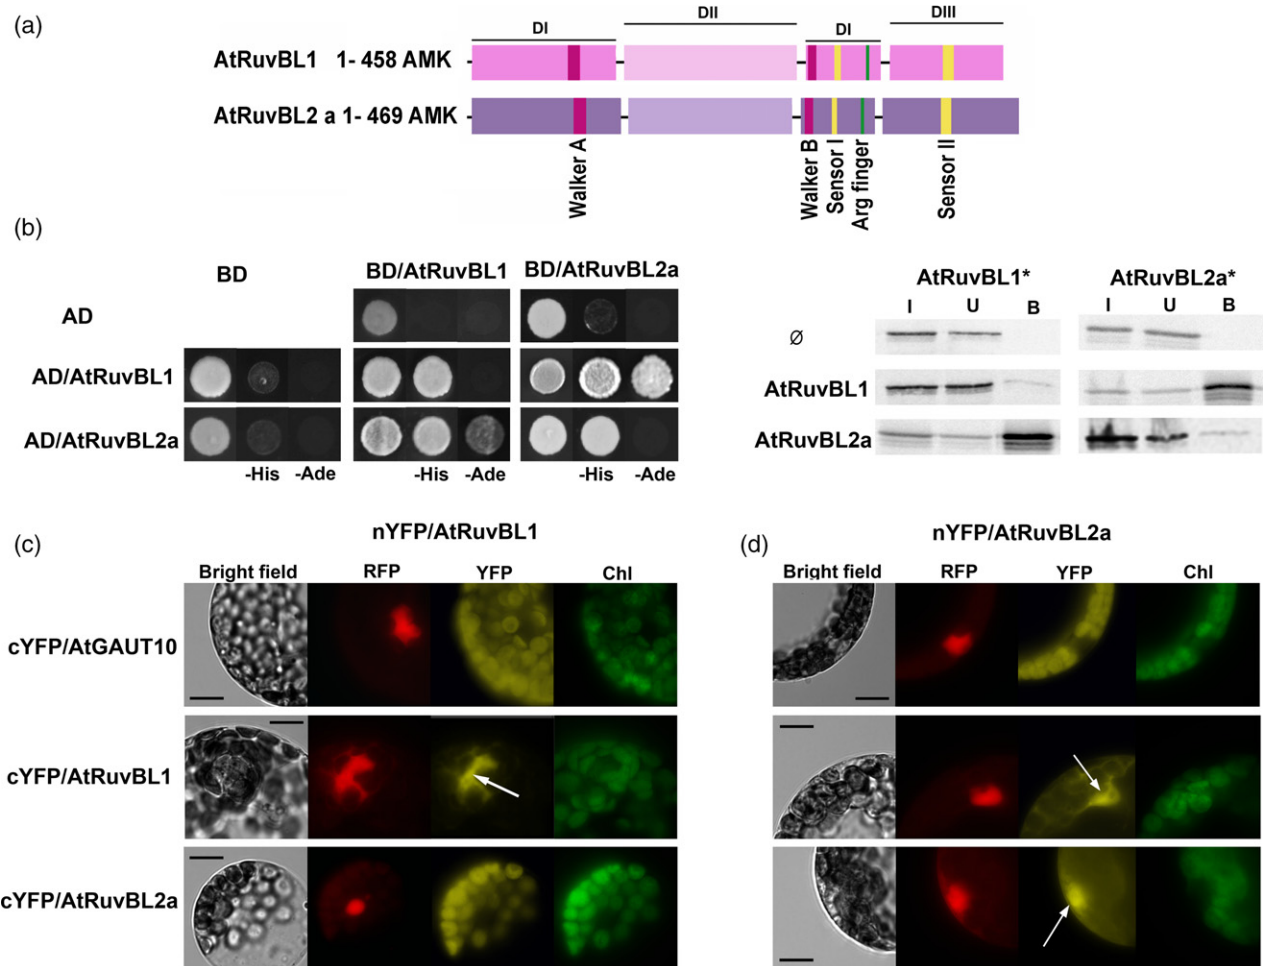 (a)
DI
DII
DI
DIII
AtRuvBL1 1- 458 AMK
AtRuvBL2 a 1- 469 AMK
Walker A
Walker B
Sensor I
Arg finger
Sensor II
(b)
BD
BD/AtRuvBL1
BD/AtRuvBL2a
AD
AD/AtRuvBL1
AD/AtRuvBL2a
-His -Ade
-His -Ade
-His -Ade
AtRuvBL1*
AtRuvBL2a*
I U B
I U B
∅
AtRuvBL1
AtRuvBL2a
(c)
nYFP/AtRuvBL1
Bright field RFP YFP Chl
cYFP/AtGAUT10
cYFP/AtRuvBL1
cYFP/AtRuvBL2a
(d)
nYFP/AtRuvBL2a
Bright field RFP YFP Chl